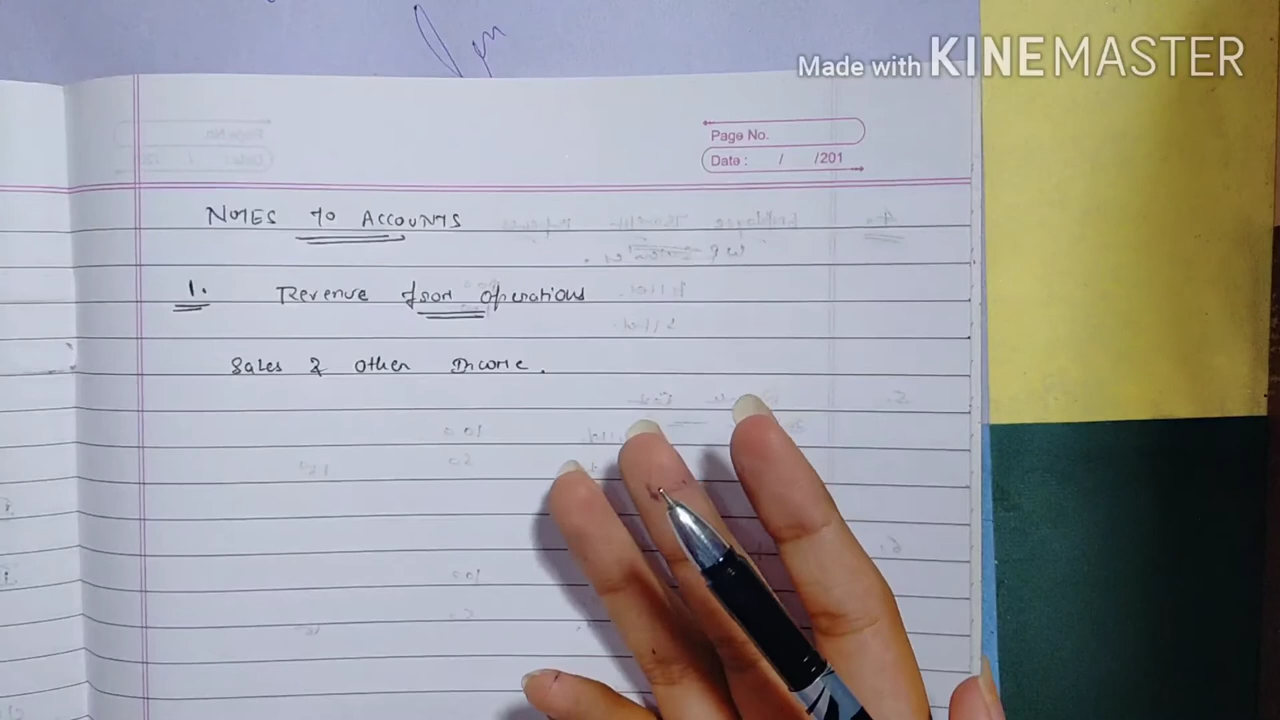 Made with KINEMASTER
Page No.
Date : / /201
NOTES TO ACCOUNTS
1. Revenue from Operations
Sales & Other Income.